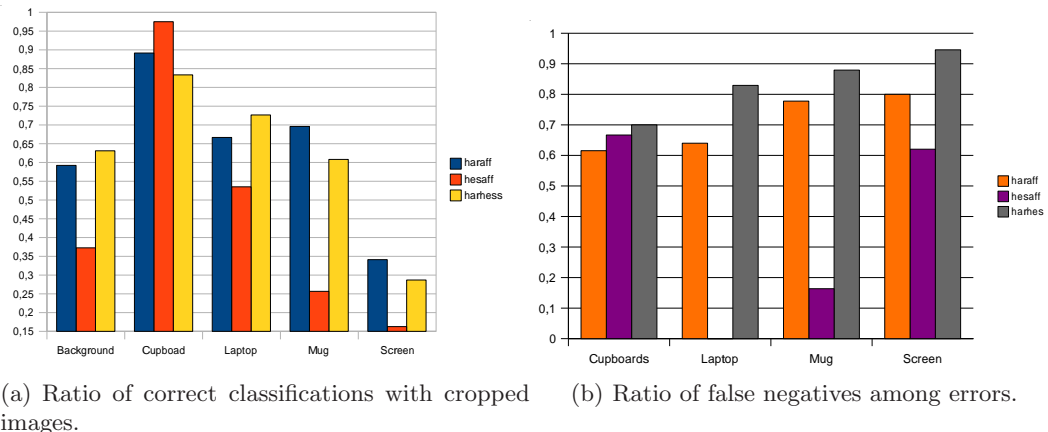 1
0,95
0,9
0,85
0,8
0,75
0,7
0,65
0,6
0,55
0,5
0,45
0,4
0,35
0,3
0,25
0,2
0,15
Background Cupboad Laptop Mug Screen
haraff
hesaff
harhess
(a) Ratio of correct classifications with cropped
images.
1
0,9
0,8
0,7
0,6
0,5
0,4
0,3
0,2
0,1
0
Cupboards Laptop Mug Screen
haraff
hesaff
harhes
(b) Ratio of false negatives among errors.